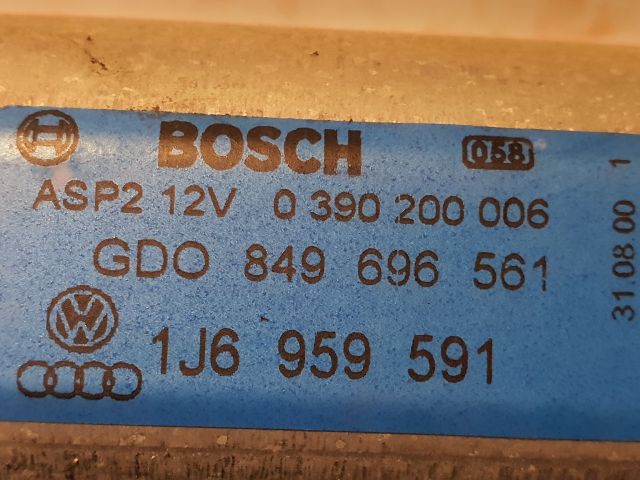 BOSCH 058
ASP2 12V 0 390 200 006
GDO 849 696 561
1J6 959 591
31.08.00 1